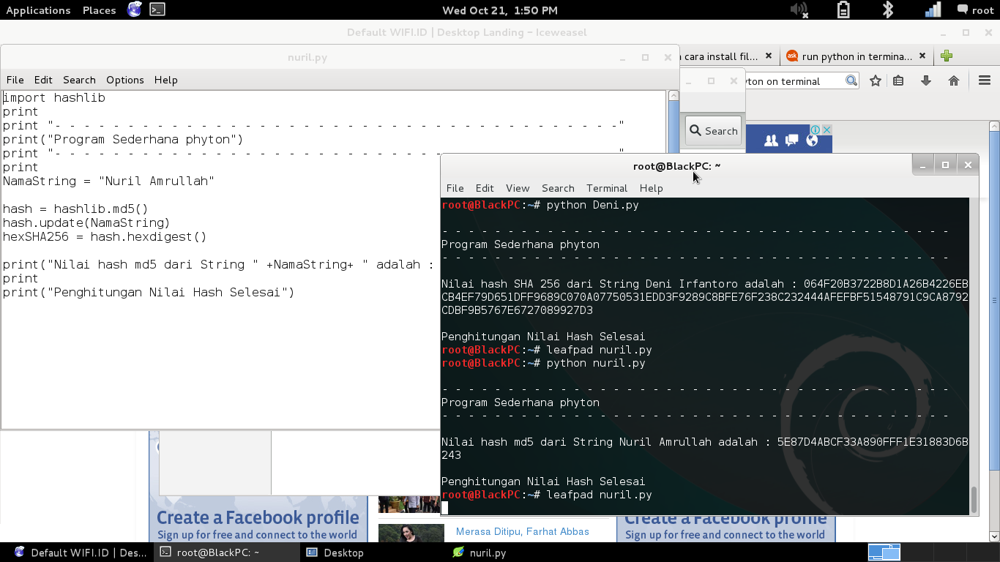 Applications Places Wed Oct 21, 1:50 PM root
Default WIFI.ID | Desktop Landing - Iceweasel
cara install fil... run python in termina...
yton on terminal
Search
nuril.py
File Edit Search Options Help
import hashlib
print
print "- - - - - - - - - - - - - - - - - - - - - - - - - - - - - - - - - - - - - - -"
print("Program Sederhana phyton")
print "- - - - - - - - - - - - - - - - - - - - - - - - - - - - - - - - - - - - - - -"
print
NamaString = "Nuril Amrullah"
hash = hashlib.md5()
hash.update(NamaString)
hexSHA256 = hash.hexdigest()
print("Nilai hash md5 dari String " +NamaString+ " adalah :
print
print("Penghitungan Nilai Hash Selesai")
root@BlackPC: ~
File Edit View Search Terminal Help
root@BlackPC:~# python Deni.py
- - - - - - - - - - - - - - - - - - - - - - - - - - - - - - - - - - - - - - -
Program Sederhana phyton
- - - - - - - - - - - - - - - - - - - - - - - - - - - - - - - - - - - - - - -
Nilai hash SHA 256 dari String Deni Irfantoro adalah : 064F20B3722B8D1A26B4226EB
CB4EF79D651DFF9689C070A07750531EDD3F9289C8BFE76F238C232444AFEFBF51548791C9CA8792
CDBF9B5767E6727089927D3
Penghitungan Nilai Hash Selesai
root@BlackPC:~# leafpad nuril.py
root@BlackPC:~# python nuril.py
- - - - - - - - - - - - - - - - - - - - - - - - - - - - - - - - - - - - - - -
Program Sederhana phyton
- - - - - - - - - - - - - - - - - - - - - - - - - - - - - - - - - - - - - - -
Nilai hash md5 dari String Nuril Amrullah adalah : 5E87D4ABCF33A890FFF1E31883D6B
243
Penghitungan Nilai Hash Selesai
root@BlackPC:~# leafpad nuril.py
Create a Facebook profile
Sign up for free and connect to the world
Merasa Ditipu, Farhat Abbas
Create a Facebook profile
Sign up for free and connect to the world
Default WIFI.ID | Des... root@BlackPC: ~ Desktop nuril.py